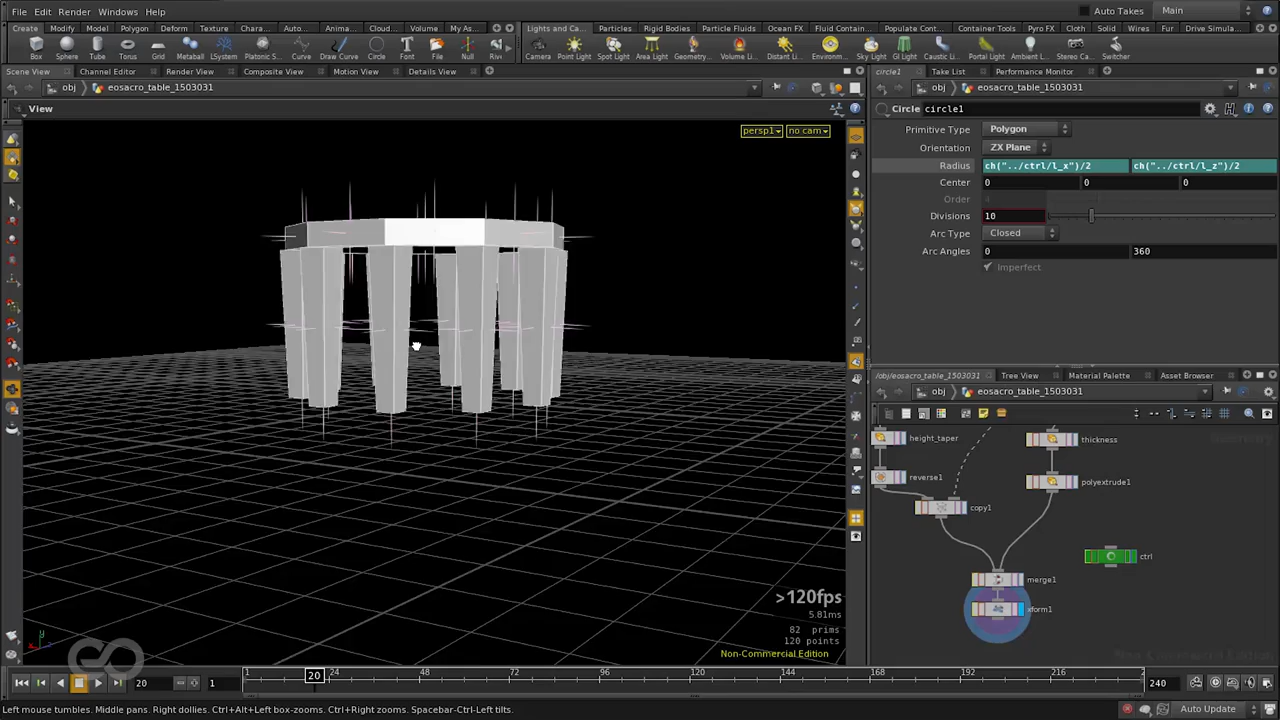 File Edit Render Windows Help
Auto Takes Main
Create Modify Model Polygon Deform Texture Chara... Auto... Anima... Cloud... Volume My As...
Lights and Ca... Particles Rigid Bodies Particle Fluids Ocean FX Fluid Contain... Populate Cont... Container Tools Pyro FX Cloth Solid Wires Fur Drive Simula...
Box Sphere Tube Torus Grid Metaball LSystem Platonic S... Curve Draw Curve Circle Font File Null Rivi
Camera Point Light Spot Light Area Light Geometry... Volume Li... Distant Li... Environm... Sky Light GI Light Caustic Li... Portal Light Ambient L... Stereo Ca... Switcher
Scene View Channel Editor Render View Composite View Motion View Details View
circle1 Take List Performance Monitor
obj eosacro_table_1503031
obj eosacro_table_1503031
View
Circle circle1
persp1 no cam
Primitive Type Polygon
Orientation ZX Plane
Radius ch("../ctrl/l_x")/2 ch("../ctrl/l_z")/2
Center 0 0 0
Order 4
Divisions 10
Arc Type Closed
Arc Angles 0 360
Imperfect
/obj/eosacro_table_1503031 Tree View Material Palette Asset Browser
obj eosacro_table_1503031
height_taper thickness
reverse1 polyextrude1
copy1
ctrl
merge1
xform1
>120fps
5.81ms
82 prims
120 points
Non-Commercial Edition
20 1
1 20 24 48 72 96 120 144 168 192 216
240
Left mouse tumbles. Middle pans. Right dollies. Ctrl+Alt+Left box-zooms. Ctrl+Right zooms. Spacebar-Ctrl-Left tilts.
Auto Update